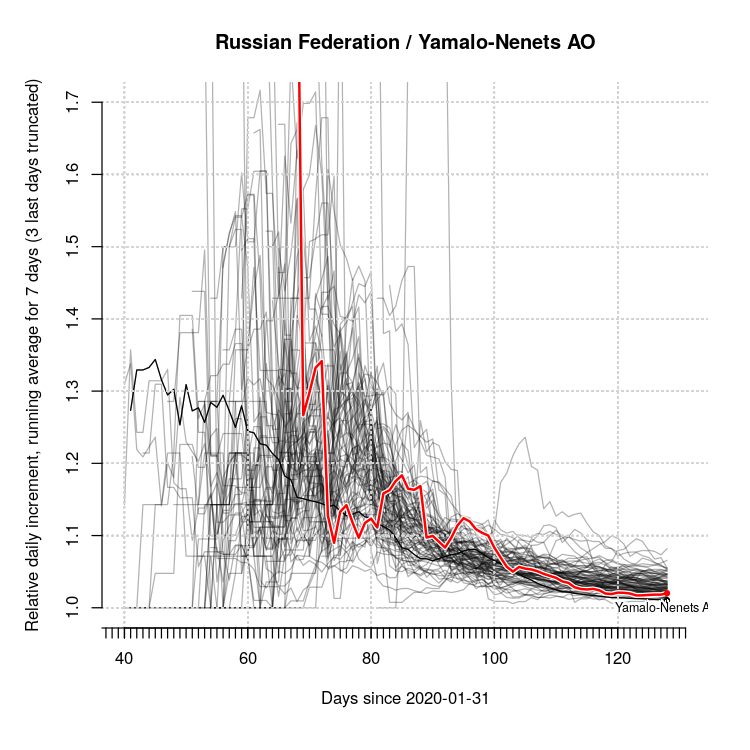 Russian Federation / Yamalo-Nenets AO
Relative daily increment, running average for 7 days (3 last days truncated)
1.7
1.6
1.5
1.4
1.3
1.2
1.1
1.0
Yamalo-Nenets A
40 60 80 100 120
Days since 2020-01-31